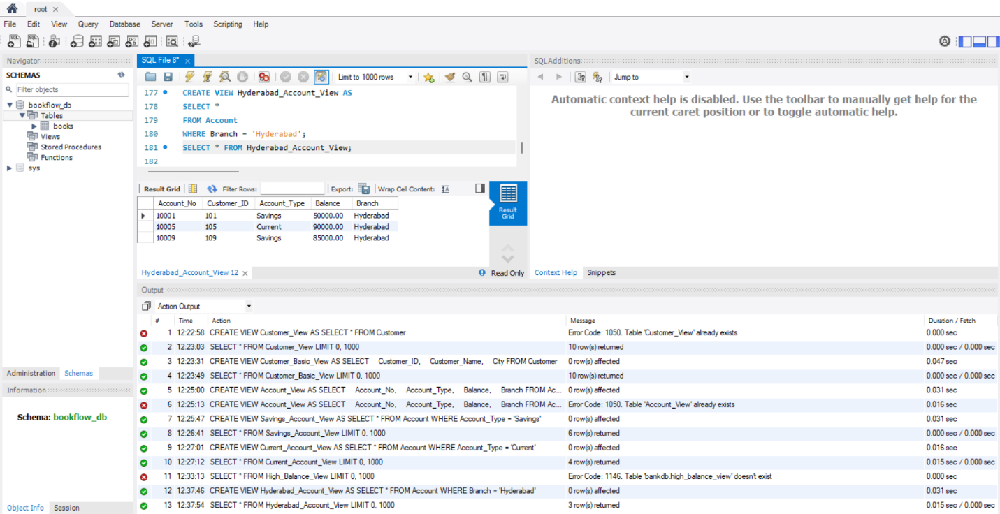 root ×
File Edit View Query Database Server Tools Scripting Help
Navigator
SCHEMAS
Filter objects
bookflow_db
Tables
books
Views
Stored Procedures
Functions
sys
Administration Schemas
Information
Schema: bookflow_db
Object Info Session
SQL File 8* ×
Limit to 1000 rows
177 CREATE VIEW Hyderabad_Account_View AS
178 SELECT *
179 FROM Account
180 WHERE Branch = 'Hyderabad';
181 SELECT * FROM Hyderabad_Account_View;
182
Result Grid Filter Rows: Export: Wrap Cell Content:
Account_No Customer_ID Account_Type Balance Branch
10001 101 Savings 50000.00 Hyderabad
10005 105 Current 90000.00 Hyderabad
10009 109 Savings 85000.00 Hyderabad
Result
Grid
Hyderabad_Account_View 12 × Read Only
SQLAdditions
Jump to
Automatic context help is disabled. Use the toolbar to manually get help for the
current caret position or to toggle automatic help.
Context Help Snippets
Output
Action Output
# Time Action Message Duration / Fetch
1 12:22:58 CREATE VIEW Customer_View AS SELECT * FROM Customer Error Code: 1050. Table 'Customer_View' already exists 0.000 sec
2 12:23:03 SELECT * FROM Customer_View LIMIT 0, 1000 10 row(s) returned 0.000 sec / 0.000 sec
3 12:23:31 CREATE VIEW Customer_Basic_View AS SELECT Customer_ID, Customer_Name, City FROM Customer 0 row(s) affected 0.047 sec
4 12:23:49 SELECT * FROM Customer_Basic_View LIMIT 0, 1000 10 row(s) returned 0.000 sec / 0.000 sec
5 12:25:00 CREATE VIEW Account_View AS SELECT Account_No, Account_Type, Balance, Branch FROM Ac... 0 row(s) affected 0.031 sec
6 12:25:13 CREATE VIEW Account_View AS SELECT Account_No, Account_Type, Balance, Branch FROM Ac... Error Code: 1050. Table 'Account_View' already exists 0.016 sec
7 12:25:47 CREATE VIEW Savings_Account_View AS SELECT * FROM Account WHERE Account_Type = 'Savings' 0 row(s) affected 0.031 sec
8 12:26:41 SELECT * FROM Savings_Account_View LIMIT 0, 1000 6 row(s) returned 0.000 sec / 0.000 sec
9 12:27:01 CREATE VIEW Current_Account_View AS SELECT * FROM Account WHERE Account_Type = 'Current' 0 row(s) affected 0.016 sec
10 12:27:12 SELECT * FROM Current_Account_View LIMIT 0, 1000 4 row(s) returned 0.015 sec / 0.000 sec
11 12:33:13 SELECT * FROM High_Balance_View LIMIT 0, 1000 Error Code: 1146. Table 'bankdb.high_balance_view' doesn't exist 0.000 sec
12 12:37:46 CREATE VIEW Hyderabad_Account_View AS SELECT * FROM Account WHERE Branch = 'Hyderabad' 0 row(s) affected 0.031 sec
13 12:37:54 SELECT * FROM Hyderabad_Account_View LIMIT 0, 1000 3 row(s) returned 0.015 sec / 0.000 sec